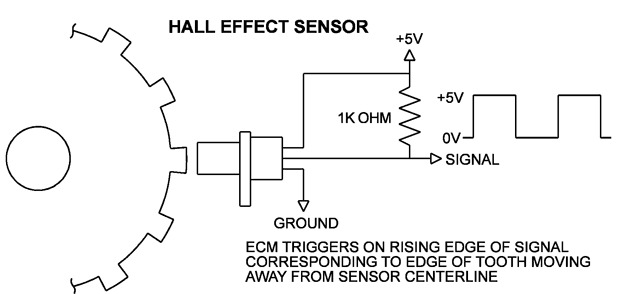 HALL EFFECT SENSOR
+5V
1K OHM
+5V
0V
SIGNAL
GROUND
ECM TRIGGERS ON RISING EDGE OF SIGNAL
CORRESPONDING TO EDGE OF TOOTH MOVING
AWAY FROM SENSOR CENTERLINE